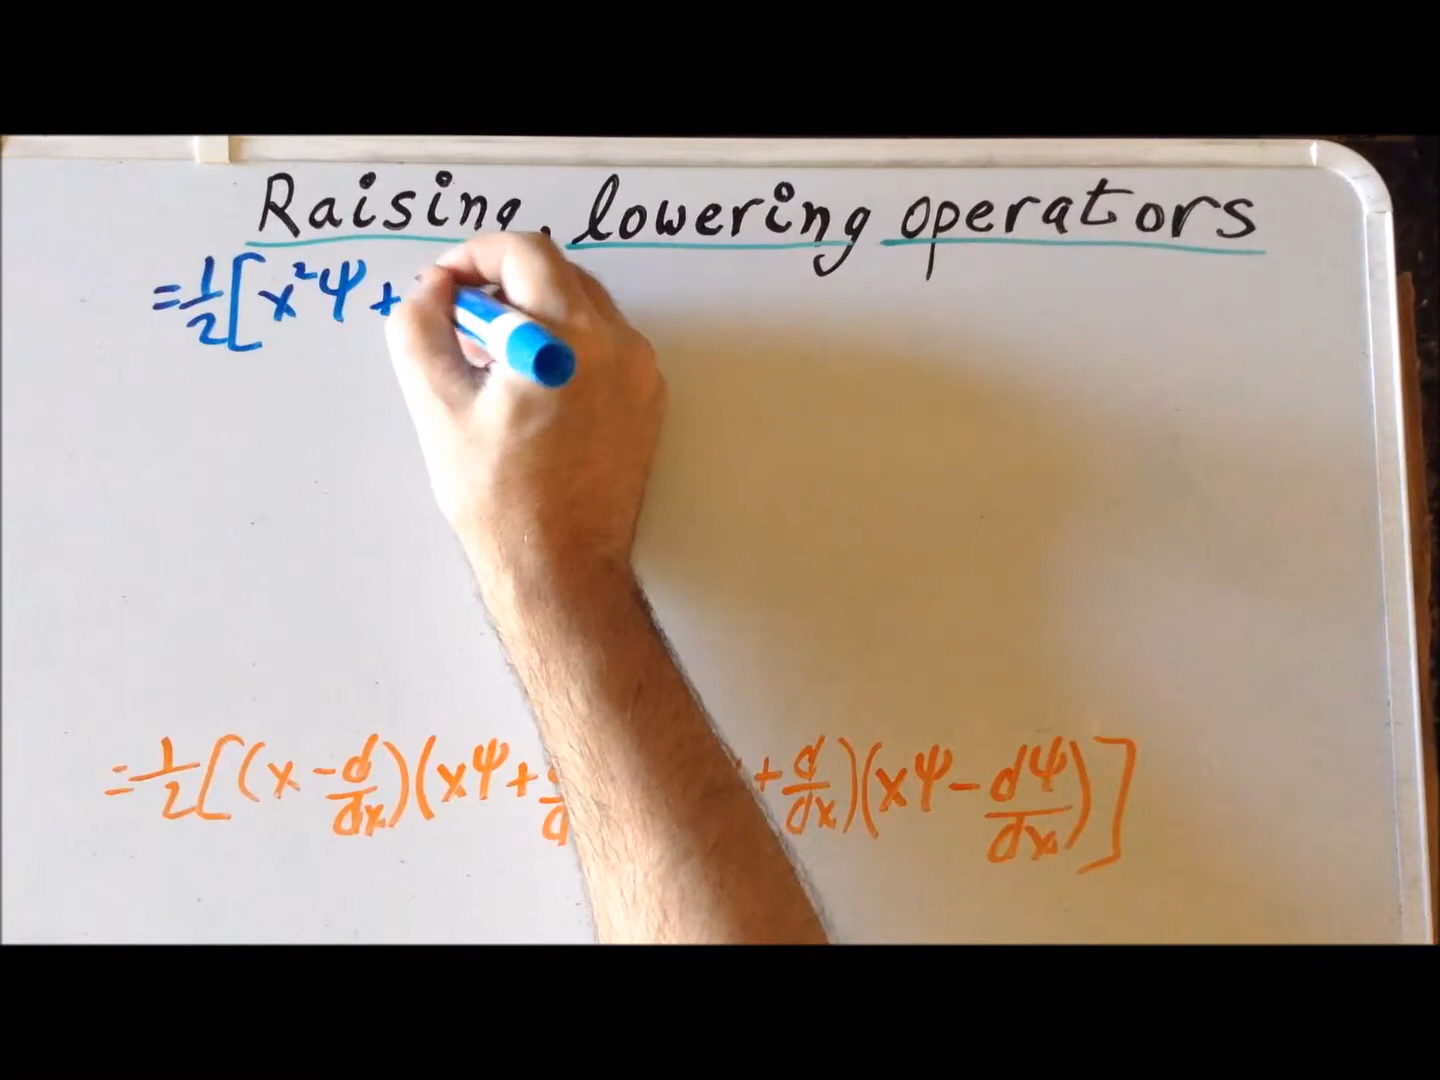 Raising, lowering operators
=1/2[x²ψ+
=1/2[(x-d/dx)(xψ+ +d/dx)(xψ-dψ/dx)]